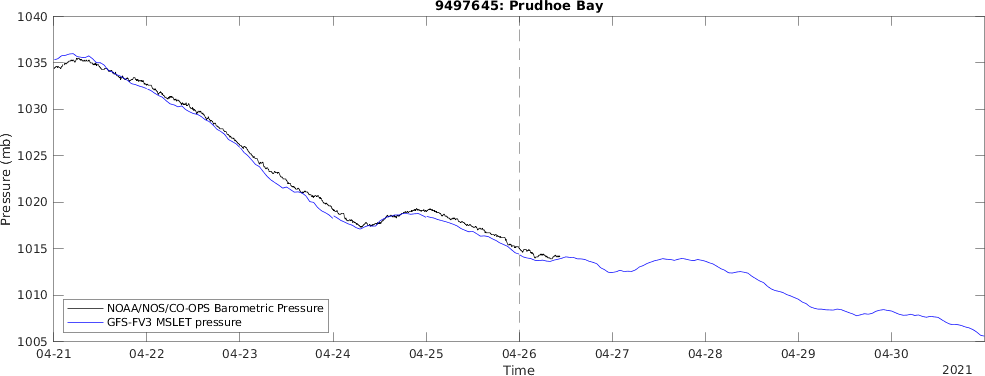 9497645: Prudhoe Bay
Pressure (mb)
1040
1035
1030
1025
1020
1015
1010
1005
NOAA/NOS/CO-OPS Barometric Pressure
GFS-FV3 MSLET pressure
04-21 04-22 04-23 04-24 04-25 04-26 04-27 04-28 04-29 04-30
Time
2021